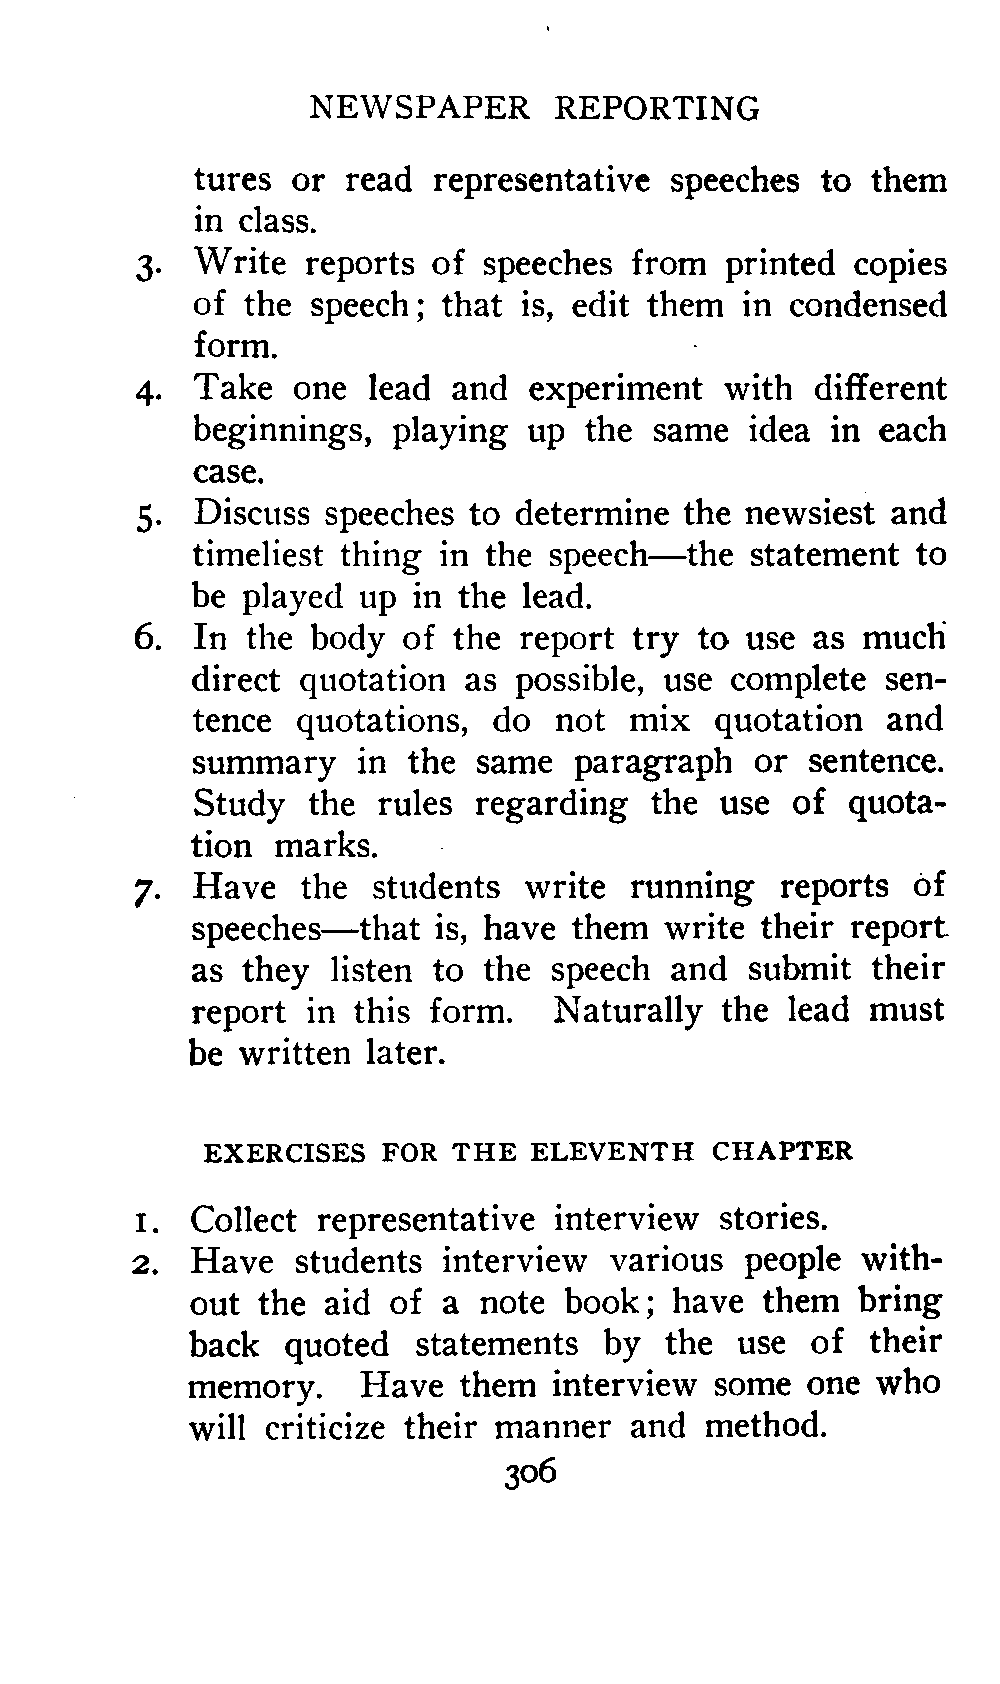 NEWSPAPER REPORTING
tures or read representative speeches to them
in class.
3. Write reports of speeches from printed copies
of the speech; that is, edit them in condensed
form.
4. Take one lead and experiment with different
beginnings, playing up the same idea in each
case.
5. Discuss speeches to determine the newsiest and
timeliest thing in the speech—the statement to
be played up in the lead.
6. In the body of the report try to use as much
direct quotation as possible, use complete sen-
tence quotations, do not mix quotation and
summary in the same paragraph or sentence.
Study the rules regarding the use of quota-
tion marks.
7. Have the students write running reports of
speeches—that is, have them write their report
as they listen to the speech and submit their
report in this form. Naturally the lead must
be written later.
EXERCISES FOR THE ELEVENTH CHAPTER
1. Collect representative interview stories.
2. Have students interview various people with-
out the aid of a note book; have them bring
back quoted statements by the use of their
memory. Have them interview some one who
will criticize their manner and method.
306